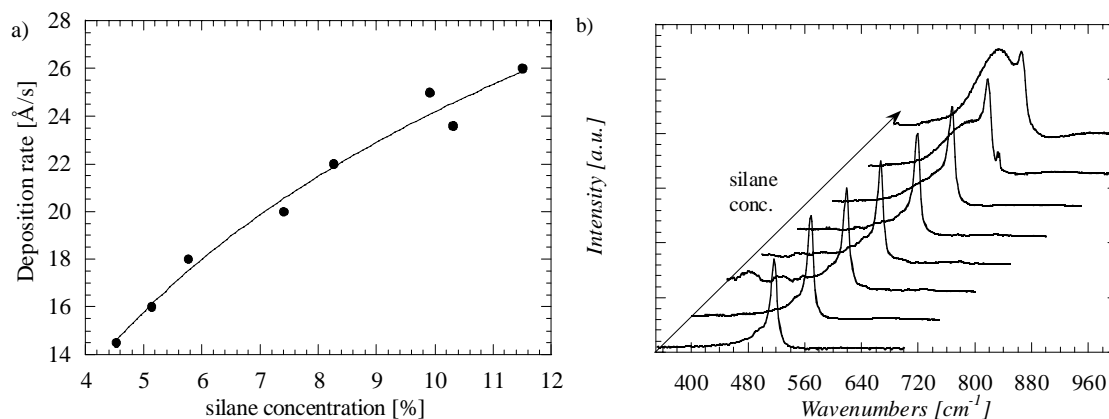 a)
Deposition rate [Å/s]
28
26
24
22
20
18
16
14
4 5 6 7 8 9 10 11 12
silane concentration [%]
b)
Intensity [a.u.]
silane
conc.
400 480 560 640 720 800 880 960
Wavenumbers [cm-1]